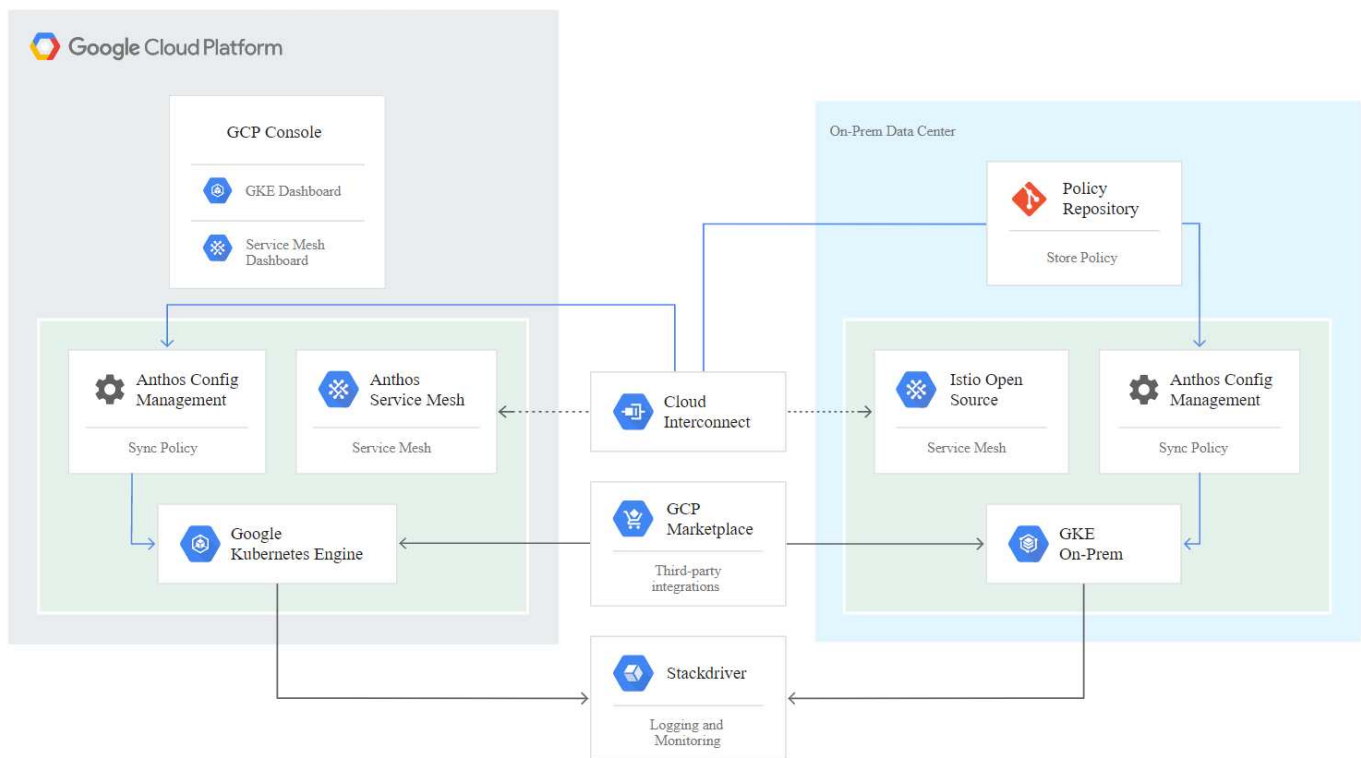 Google Cloud Platform
GCP Console
GKE Dashboard
Service Mesh
Dashboard
On-Prem Data Center
Policy
Repository
Store Policy
Anthos Config
Management
Sync Policy
Anthos
Service Mesh
Service Mesh
Cloud
Interconnect
Istio Open
Source
Service Mesh
Anthos Config
Management
Sync Policy
Google
Kubernetes Engine
GCP
Marketplace
Third-party
integrations
GKE
On-Prem
Stackdriver
Logging and
Monitoring